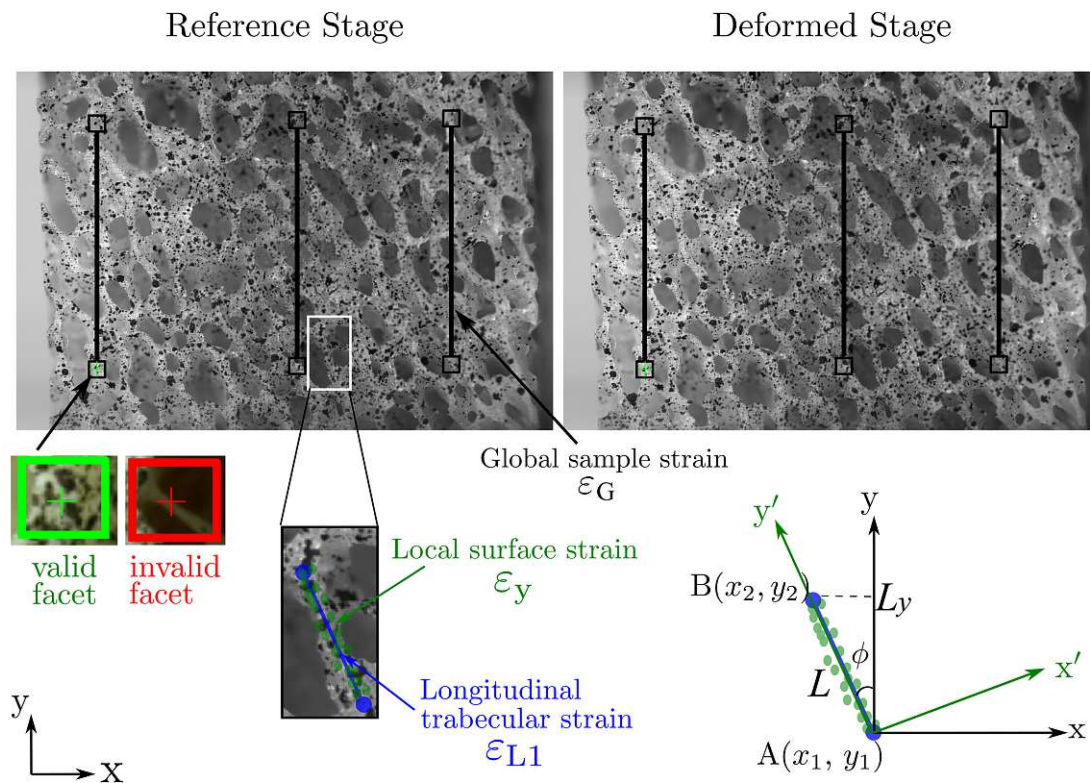 Reference Stage
Deformed Stage
Global sample strain
εG
valid
facet
invalid
facet
Local surface strain
εy
Longitudinal
trabecular strain
εL1
y
x
y'
y
B(x2, y2)
Ly
ϕ
L
x'
x
A(x1, y1)